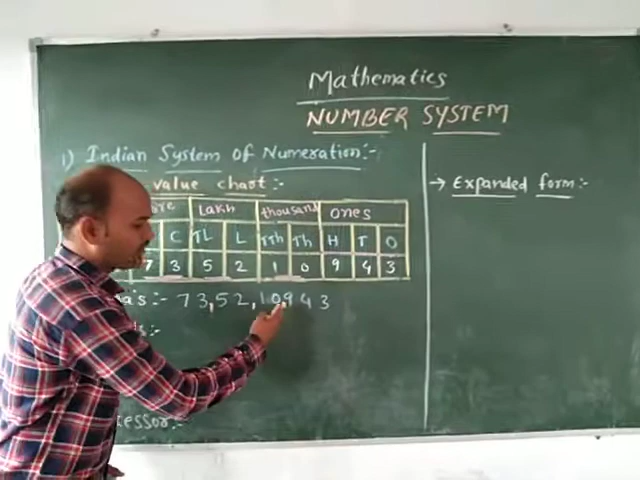 Mathematics
NUMBER SYSTEM
1) Indian System of Numeration:-
value chart :-
Lakh thousand ones
C TL L TTh Th H T O
7 3 5 2 1 0 9 4 3
:- 73,52,10,943
→ Expanded form:-